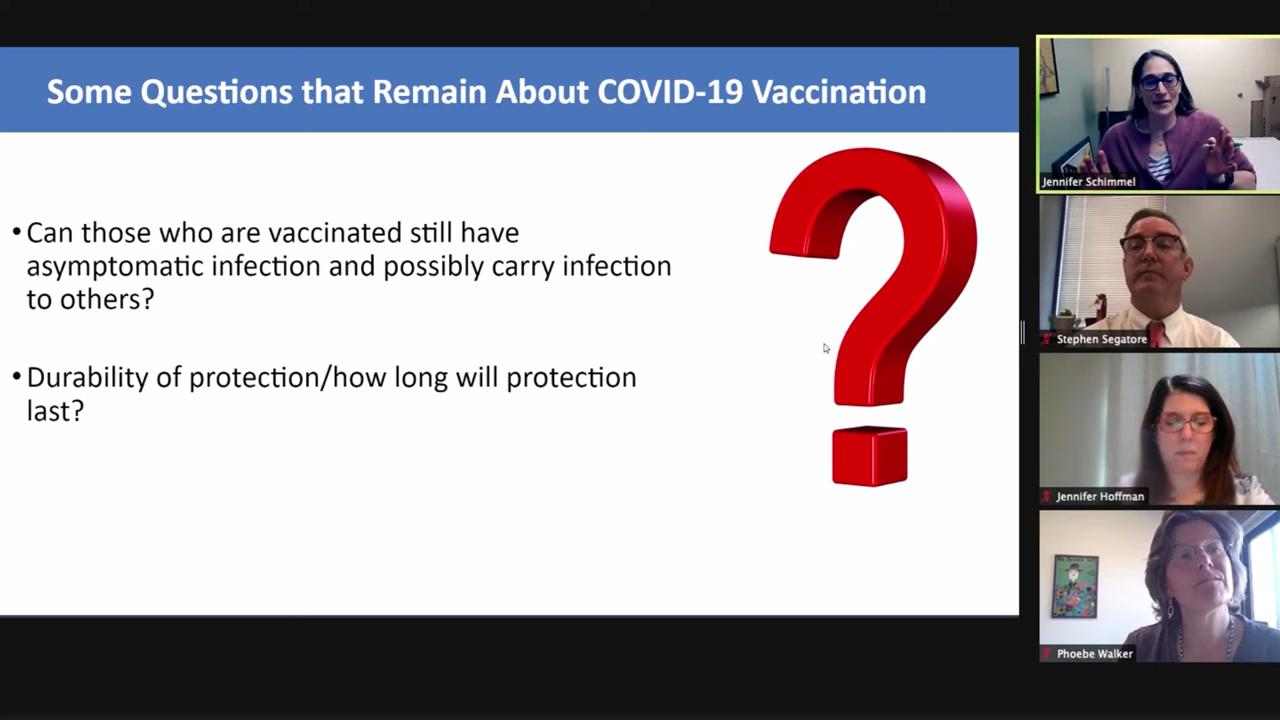 Some Questions that Remain About COVID-19 Vaccination
• Can those who are vaccinated still have
asymptomatic infection and possibly carry infection
to others?
• Durability of protection/how long will protection
last?
Jennifer Schimmel
Stephen Segatore
Jennifer Hoffman
Phoebe Walker